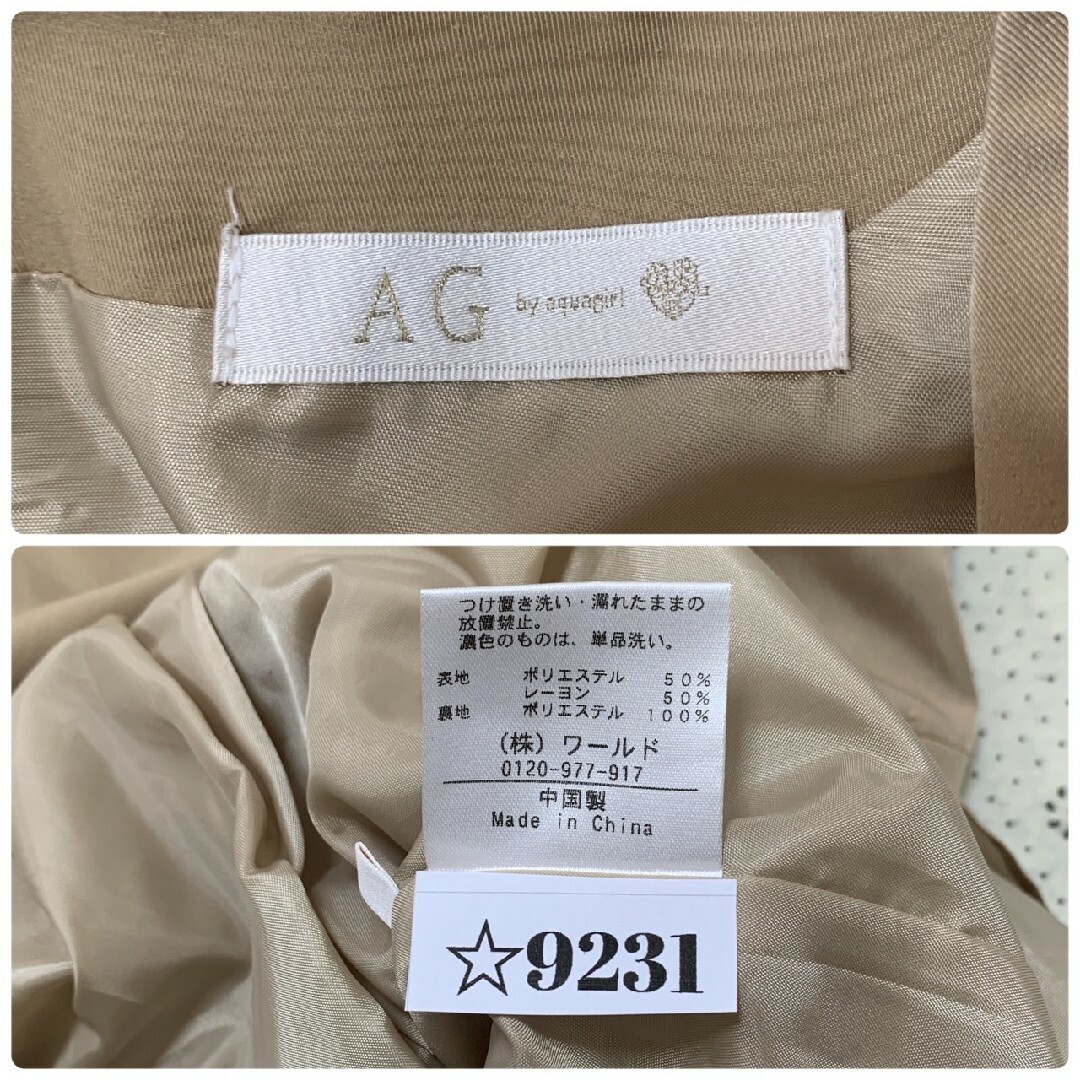 AG by aquagirl
つけ置き洗い・濡れたままの
放置禁止。
濃色のものは、単品洗い。
表地 ポリエステル 50%
レーヨン 50%
裏地 ポリエステル 100%
(株)ワールド
0120-977-917
中国製
Made in China
☆9231